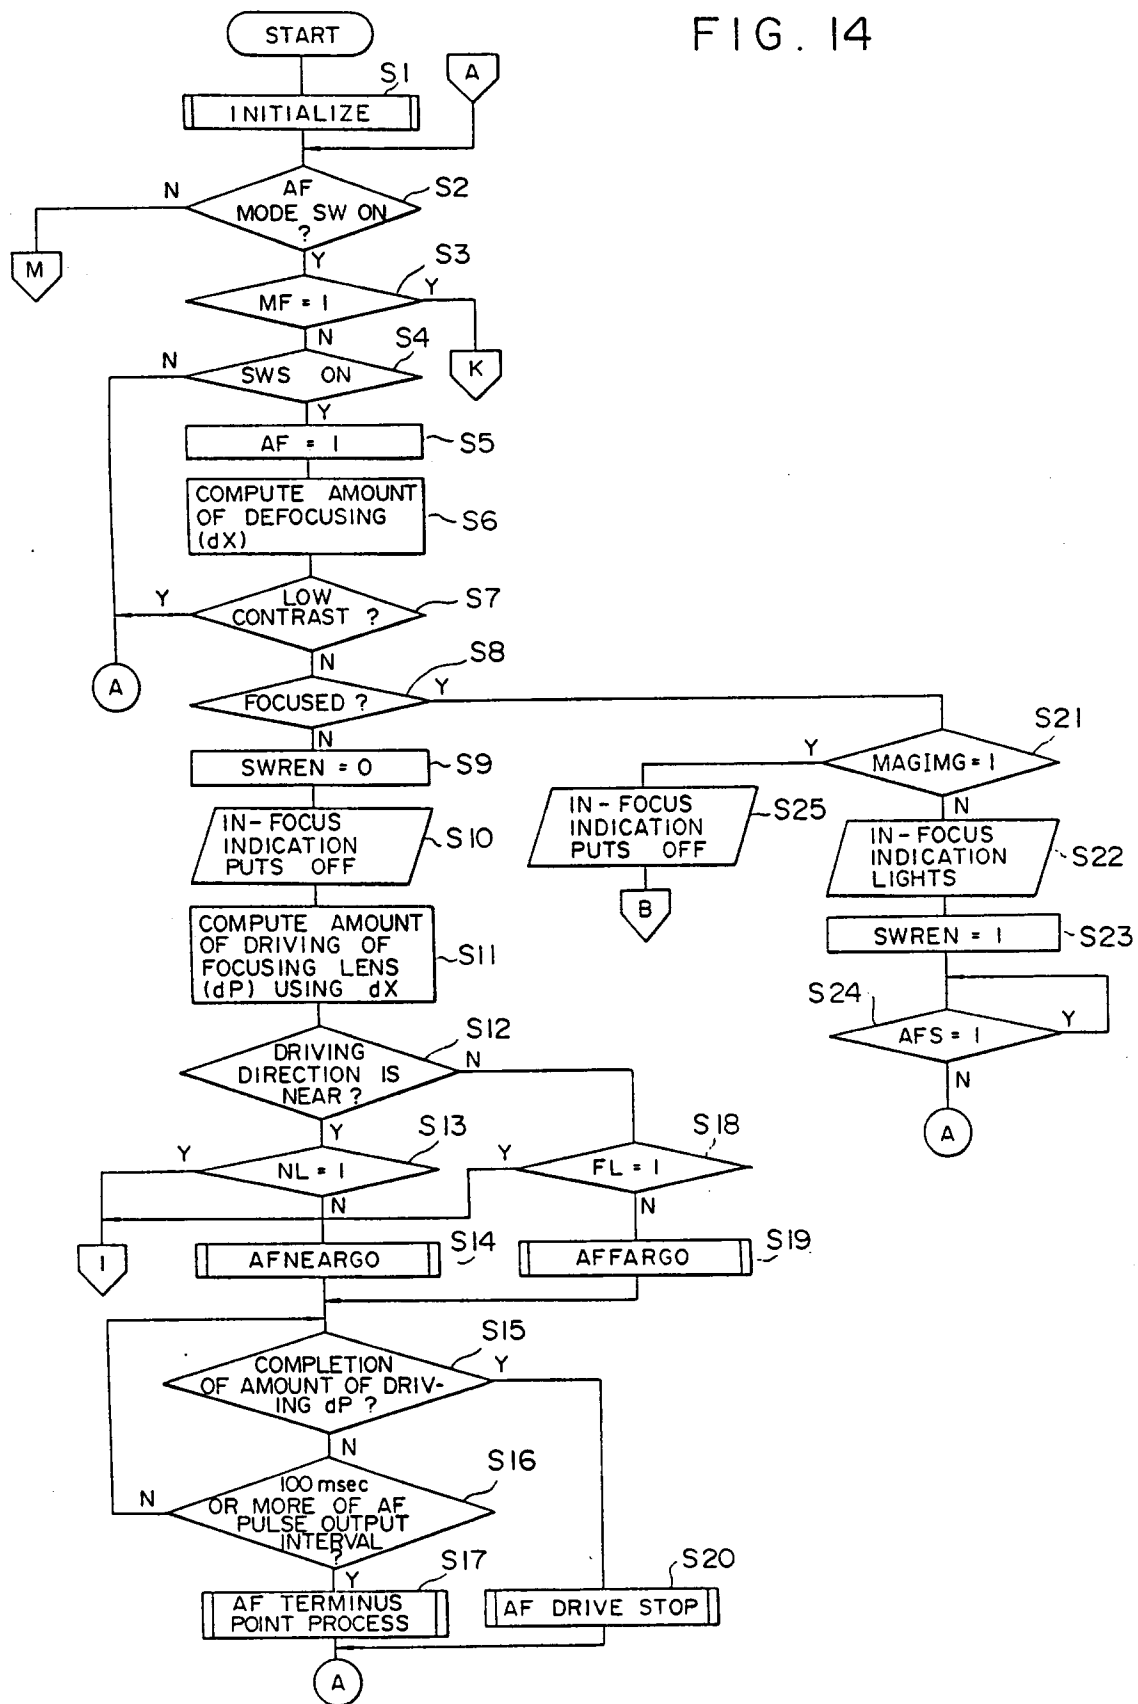 FIG. 14
START
A
S1
INITIALIZE
N
AF
MODE SW ON
?
S2
M
Y
S3
MF = 1
Y
N
K
S4
N
SWS ON
Y
AF = 1
S5
COMPUTE AMOUNT
OF DEFOCUSING
(dX)
S6
Y
LOW
CONTRAST ?
S7
A
N
S8
FOCUSED ?
Y
N
SWREN = 0
S9
IN-FOCUS
INDICATION
PUTS OFF
S10
COMPUTE AMOUNT
OF DRIVING OF
FOCUSING LENS
(dP) USING dX
S11
S21
Y
MAGIMG = 1
N
IN-FOCUS
INDICATION
PUTS OFF
S25
B
IN-FOCUS
INDICATION
LIGHTS
S22
SWREN = 1
S23
S24
AFS = 1
Y
N
A
S12
DRIVING
DIRECTION IS
NEAR ?
N
Y
S13
Y
NL = 1
N
S18
Y
FL = 1
N
I
AFNEARGO
S14
AFFARGO
S19
S15
COMPLETION
OF AMOUNT OF DRIV-
ING dP ?
Y
N
S16
N
100 msec
OR MORE OF AF
PULSE OUTPUT
INTERVAL
?
Y
S17
AF TERMINUS
POINT PROCESS
S20
AF DRIVE STOP
A